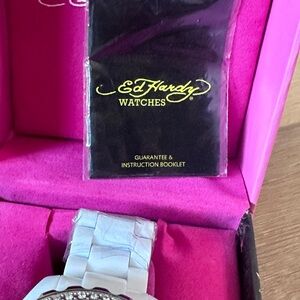 Ed Hardy
WATCHES
GUARANTEE &
INSTRUCTION BOOKLET